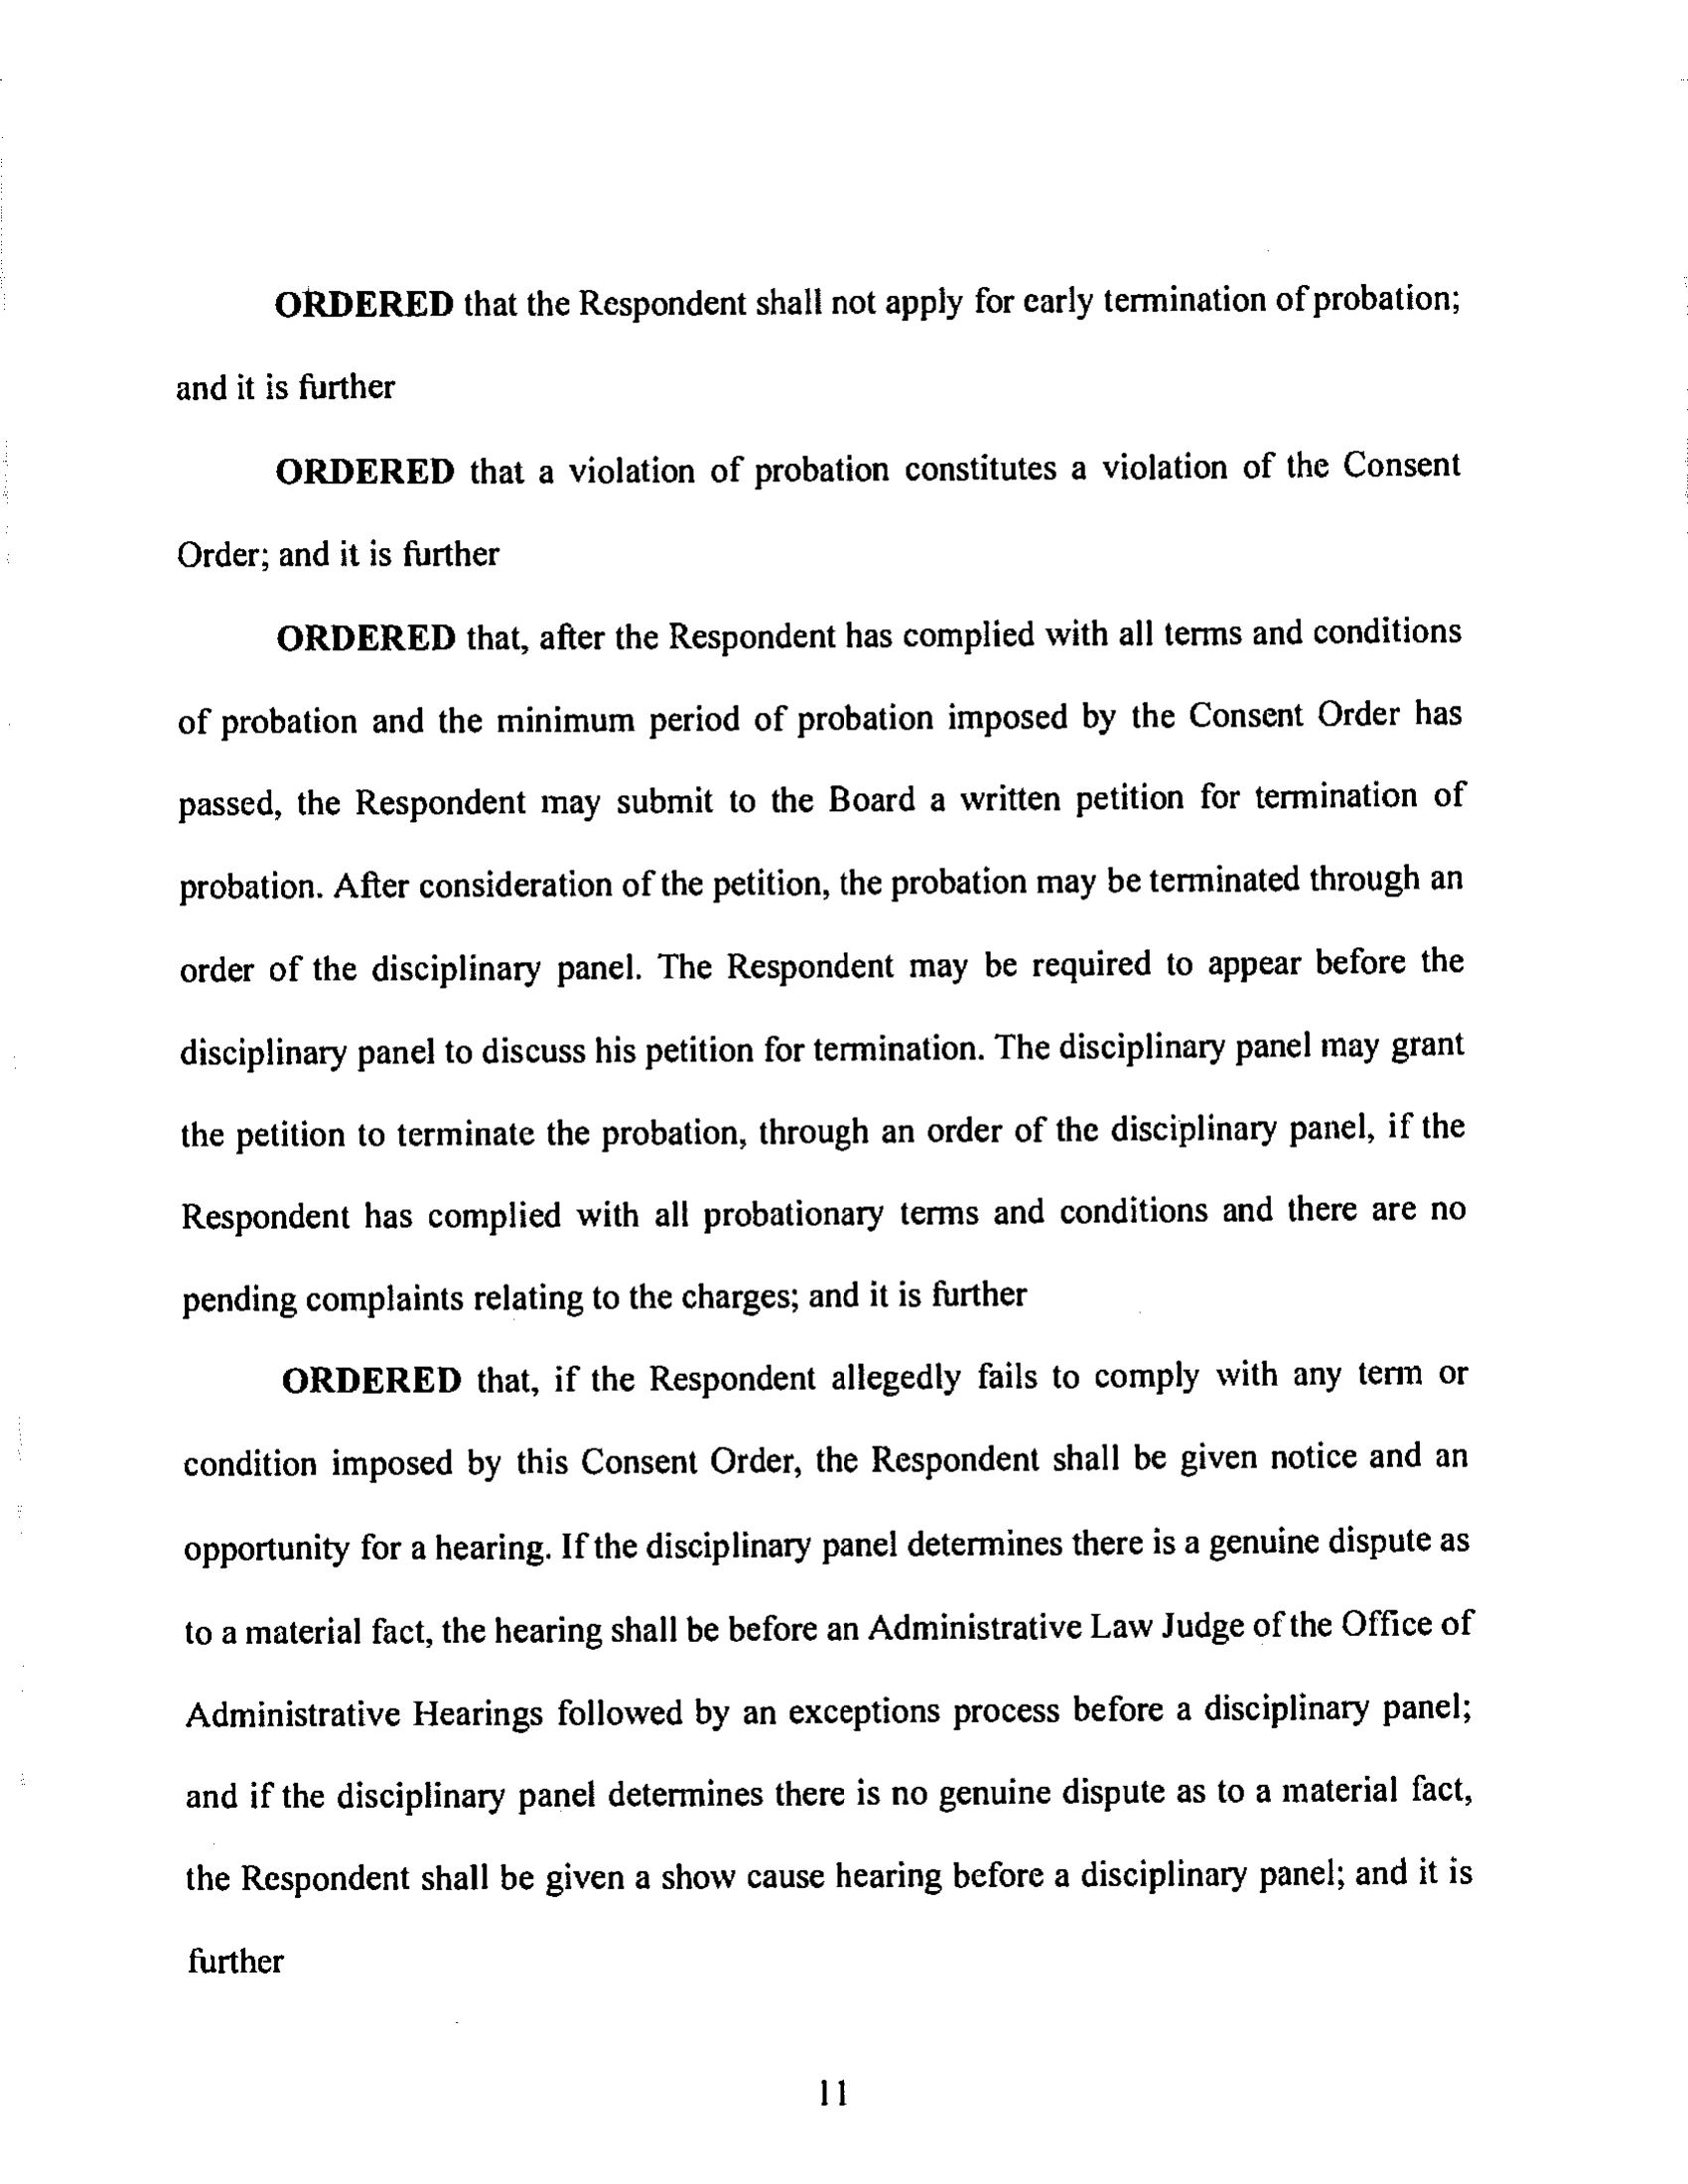 ORDERED that the Respondent shall not apply for early termination of probation;
and it is further
ORDERED that a violation of probation constitutes a violation of the Consent
Order; and it is further
ORDERED that, after the Respondent has complied with all terms and conditions
of probation and the minimum period of probation imposed by the Consent Order has
passed, the Respondent may submit to the Board a written petition for termination of
probation. After consideration of the petition, the probation may be terminated through an
order of the disciplinary panel. The Respondent may be required to appear before the
disciplinary panel to discuss his petition for termination. The disciplinary panel may grant
the petition to terminate the probation, through an order of the disciplinary panel, if the
Respondent has complied with all probationary terms and conditions and there are no
pending complaints relating to the charges; and it is further
ORDERED that, if the Respondent allegedly fails to comply with any term or
condition imposed by this Consent Order, the Respondent shall be given notice and an
opportunity for a hearing. If the disciplinary panel determines there is a genuine dispute as
to a material fact, the hearing shall be before an Administrative Law Judge of the Office of
Administrative Hearings followed by an exceptions process before a disciplinary panel;
and if the disciplinary panel determines there is no genuine dispute as to a material fact,
the Respondent shall be given a show cause hearing before a disciplinary panel; and it is
further
11